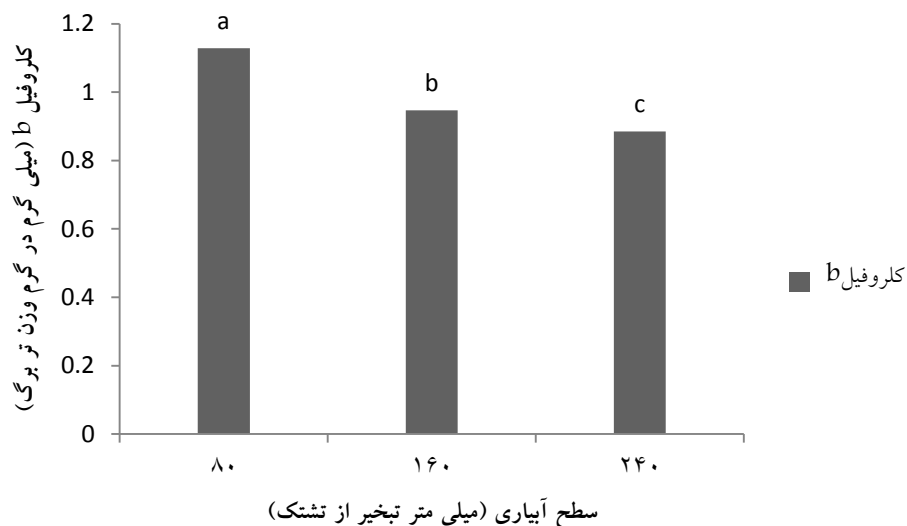 کلروفیل b (میلی گرم در گرم وزن تر برگ)
1.2
1
0.8
0.6
0.4
0.2
0
a
b
c
۸۰
۱۶۰
۲۴۰
سطح آبیاری (میلی متر تبخیر از تشتک)
کلروفیلb